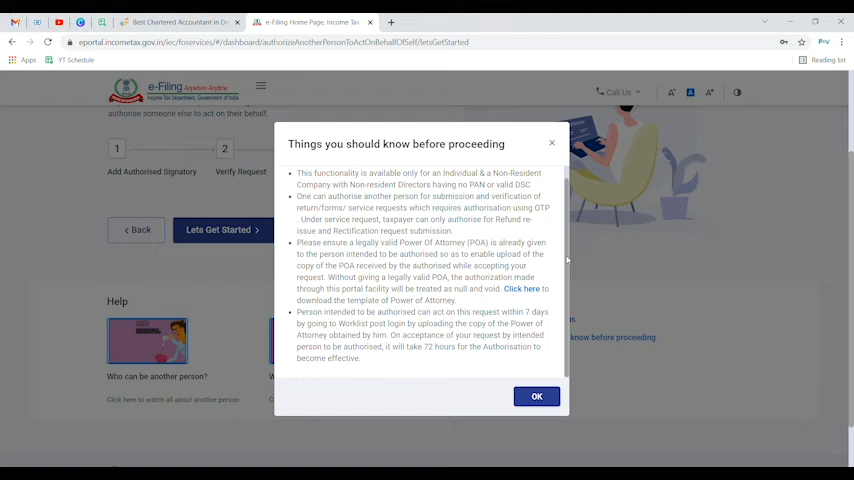 Best Chartered Accountant in De
e-Filing Home Page, Income Tax
eportal.incometax.gov.in/iec/foservices/#/dashboard/authorizeAnotherPersonToActOnBehalfOfSelf/letsGetStarted
Apps
YT Schedule
Reading list
e-Filing Anywhere Anytime
Income Tax Department, Government of India
Call Us
A-
A
A+
authorise someone else to act on their behalf
1
2
Add Authorised Signatory
Verify Request
< Back
Lets Get Started >
Things you should know before proceeding
This functionality is available only for an Individual & a Non-Resident
Company with Non-resident Directors having no PAN or valid DSC
One can authorise another person for submission and verification of
return/forms/ service requests which requires authorisation using OTP
. Under service request, taxpayer can only authorise for Refund re-
issue and Rectification request submission.
Please ensure a legally valid Power Of Attorney (POA) is already given
to the person intended to be authorised so as to enable upload of the
copy of the POA received by the authorised while accepting your
request. Without giving a legally valid POA, the authorization made
through this portal facility will be treated as null and void. Click here to
download the template of Power of Attorney.
Person intended to be authorised can act on this request within 7 days
by going to Worklist post login by uploading the copy of the Power of
Attorney obtained by him. On acceptance of your request by intended
person to be authorised, it will take 72 hours for the Authorisation to
become effective.
OK
Help
Who can be another person?
Click here to watch all about another person
know before proceeding